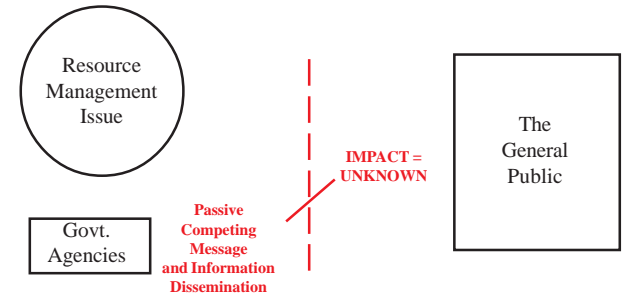 Resource
Management
Issue
The
General
Public
IMPACT =
UNKNOWN
Govt.
Agencies
Passive
Competing
Message
and Information
Dissemination